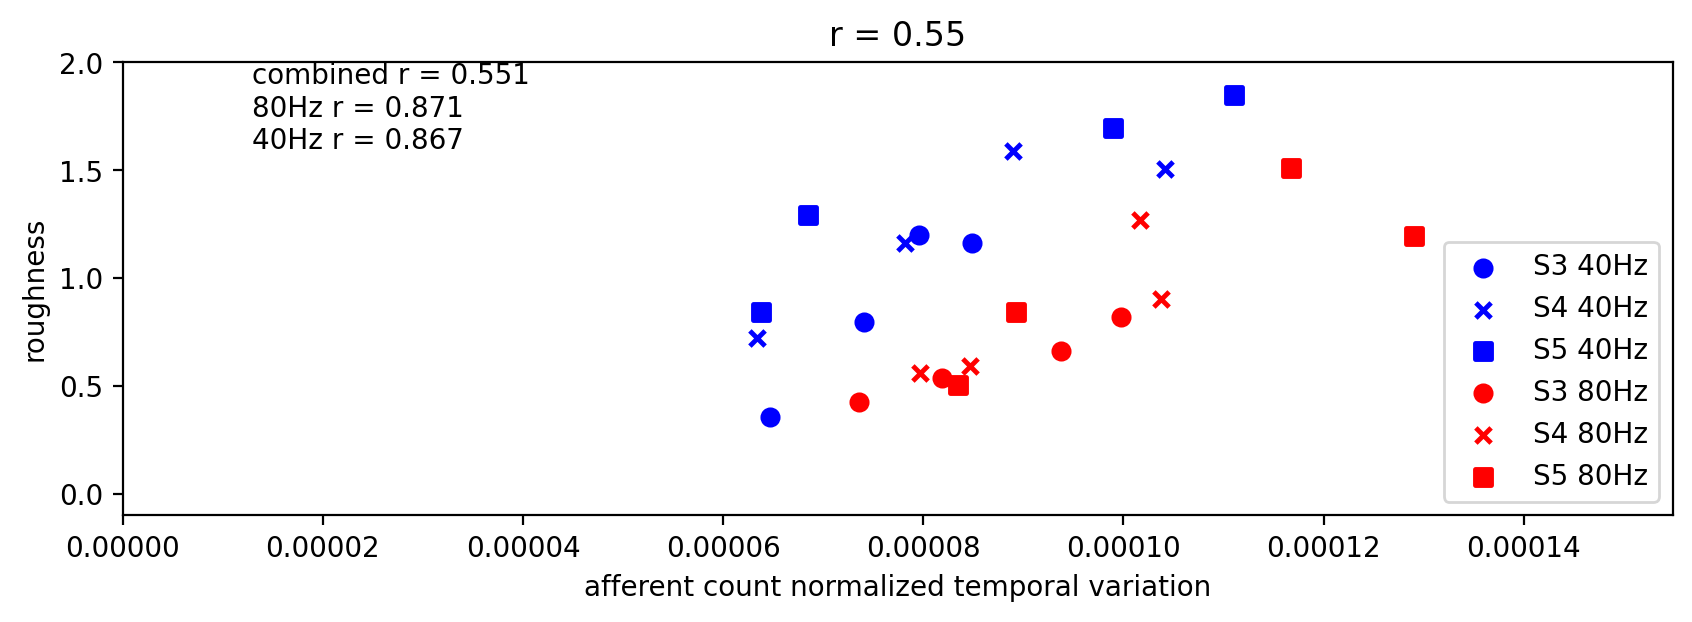 r = 0.55
combined r = 0.551
80Hz r = 0.871
40Hz r = 0.867
2.0
1.5
1.0
0.5
0.0
roughness
S3 40Hz
S4 40Hz
S5 40Hz
S3 80Hz
S4 80Hz
S5 80Hz
0.00000 0.00002 0.00004 0.00006 0.00008 0.00010 0.00012 0.00014
afferent count normalized temporal variation